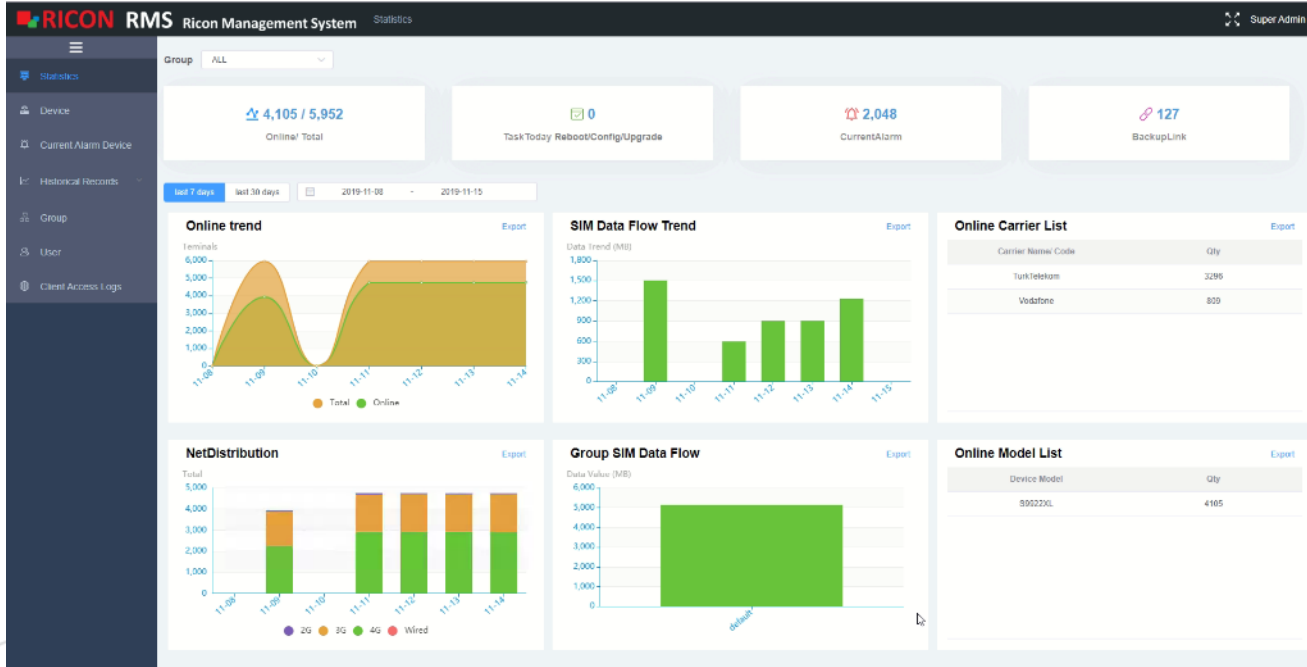 RICON RMS Ricon Management System Statistics Super Admin
Statistics
Device
Current Alarm Device
Historical Records
Group
User
Client Access Logs
Group ALL
4,105 / 5,952
Online/ Total
0
TaskToday Reboot/Config/Upgrade
2,048
CurrentAlarm
127
BackupLink
last 7 days last 30 days 2019-11-08 - 2019-11-15
Online trend Export
Teminals
6,000
5,000
4,000
3,000
2,000
1,000
0
11-08 11-09 11-10 11-11 11-12 11-13 11-14
Total Online
SIM Data Flow Trend Export
Data Trend (MB)
1,800
1,500
1,200
900
600
300
0
11-08 11-09 11-10 11-11 11-12 11-13 11-14 11-15
Online Carrier List Export
Carrier Name/ Code Qty
TurkTelekom 3296
Vodafone 809
NetDistribution Export
Total
5,000
4,000
3,000
2,000
1,000
0
11-08 11-09 11-10 11-11 11-12 11-13 11-14
2G 3G 4G Wired
Group SIM Data Flow Export
Data Value (MB)
6,000
5,000
4,000
3,000
2,000
1,000
0
default
Online Model List Export
Device Model Qty
S9922XL 4105